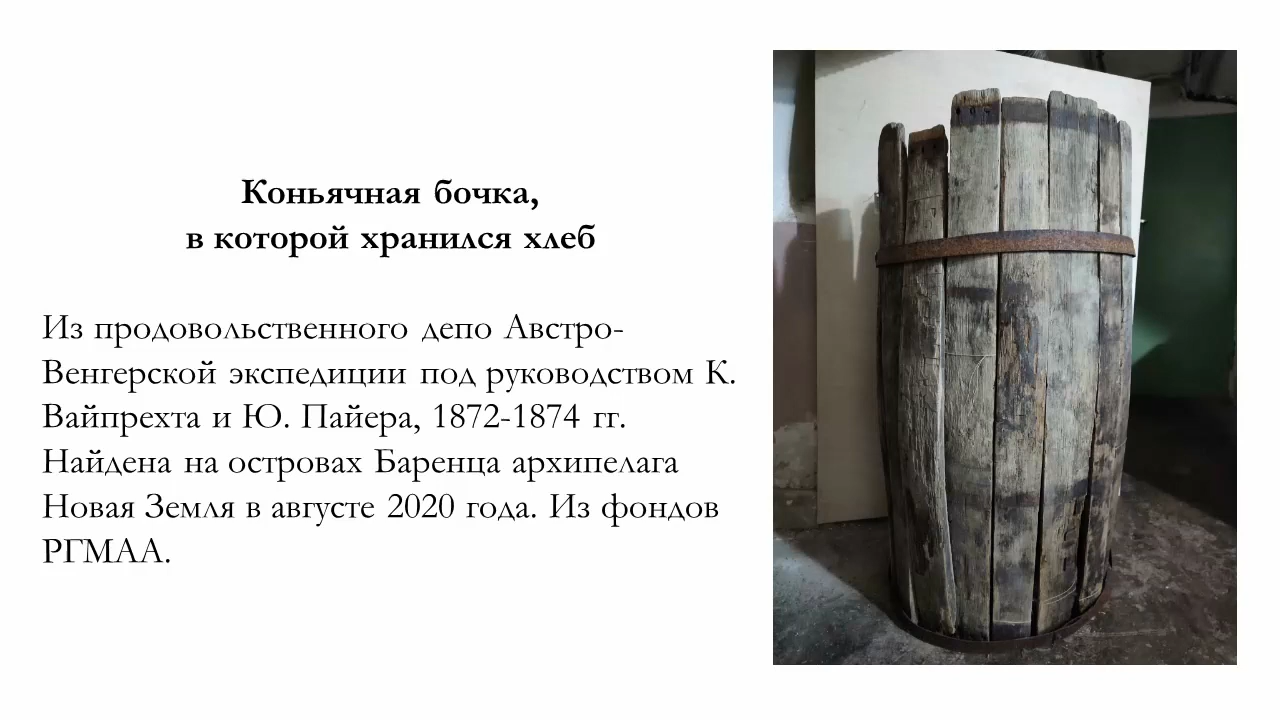 Коньячная бочка,
в которой хранился хлеб
Из продовольственного депо Австро-
Венгерской экспедиции под руководством К.
Вайпрехта и Ю. Пайера, 1872-1874 гг.
Найдена на островах Баренца архипелага
Новая Земля в августе 2020 года. Из фондов
РГМАА.